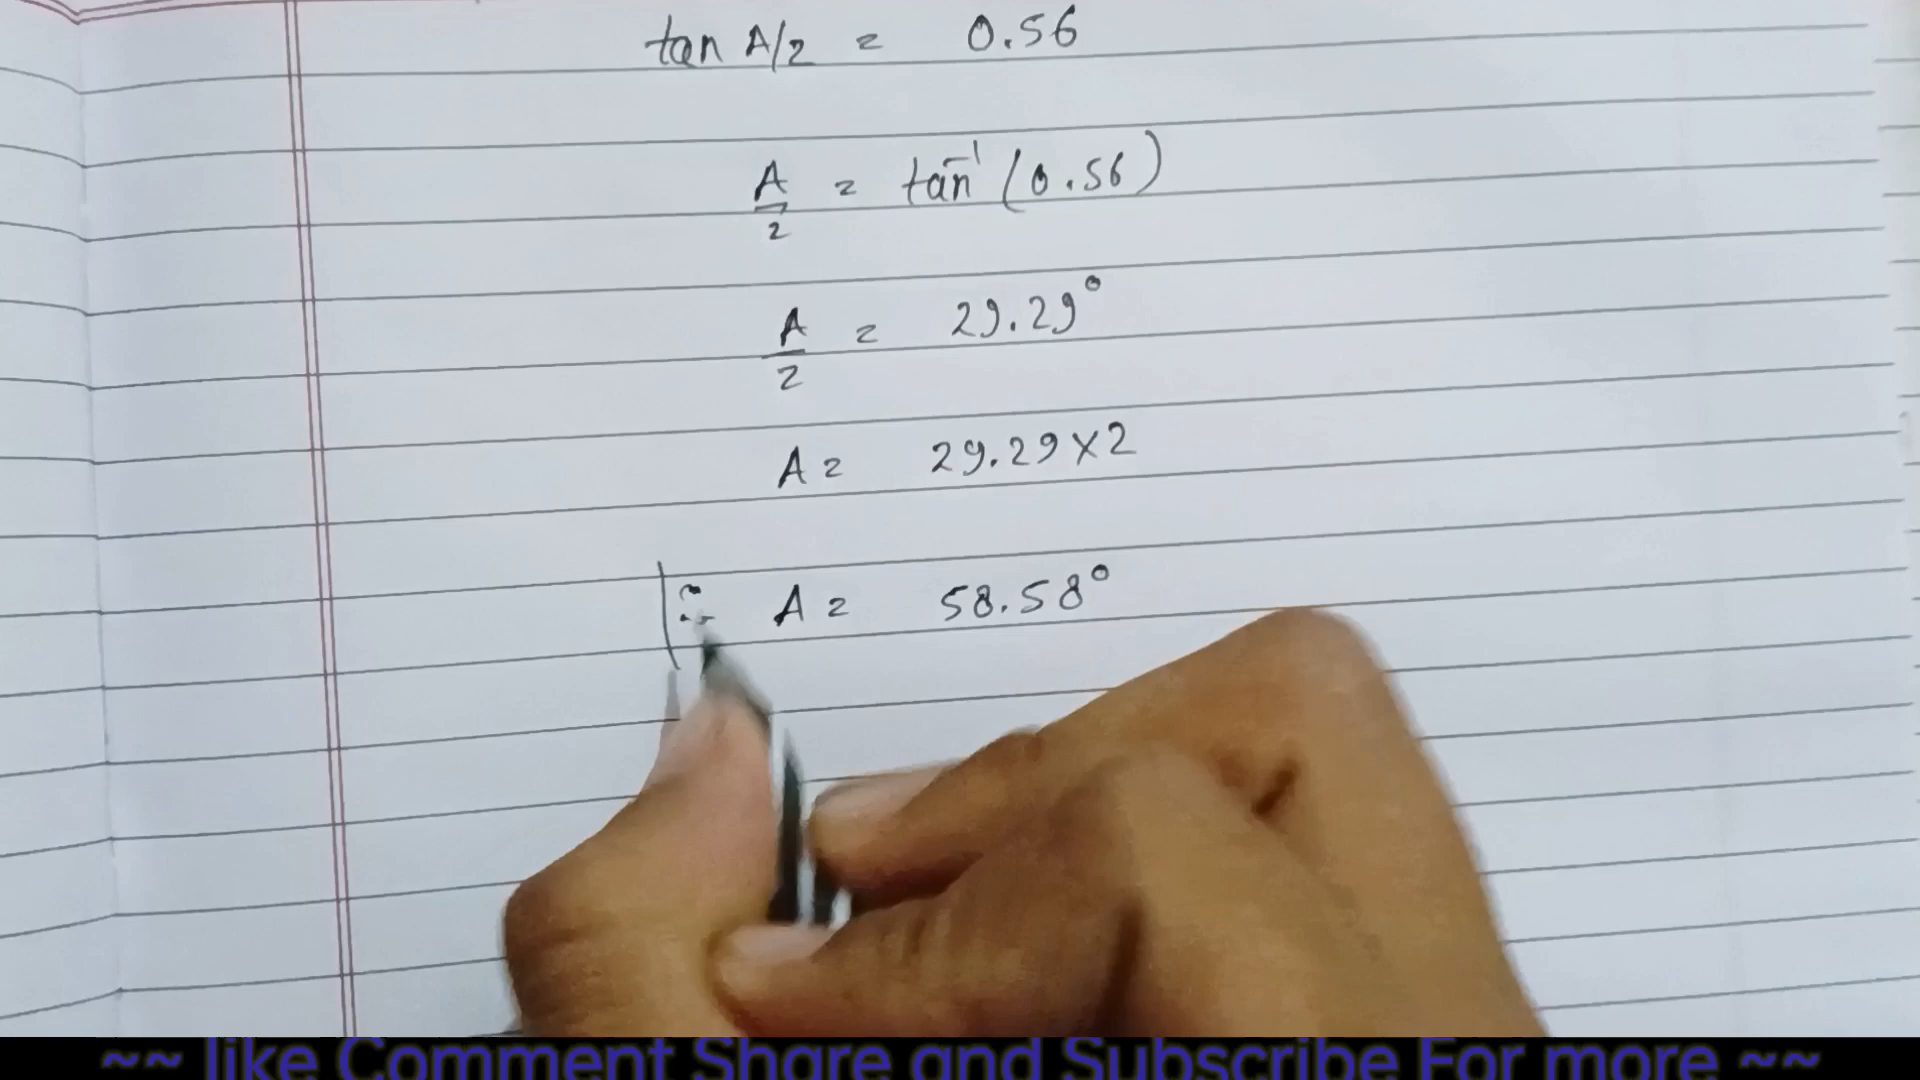 tan A/2 = 0.56
A/2 = tan⁻¹ (0.56)
A/2 = 29.29°
A = 29.29 × 2
∴ A = 58.58°
~~ like Comment Share and Subscribe For more ~~